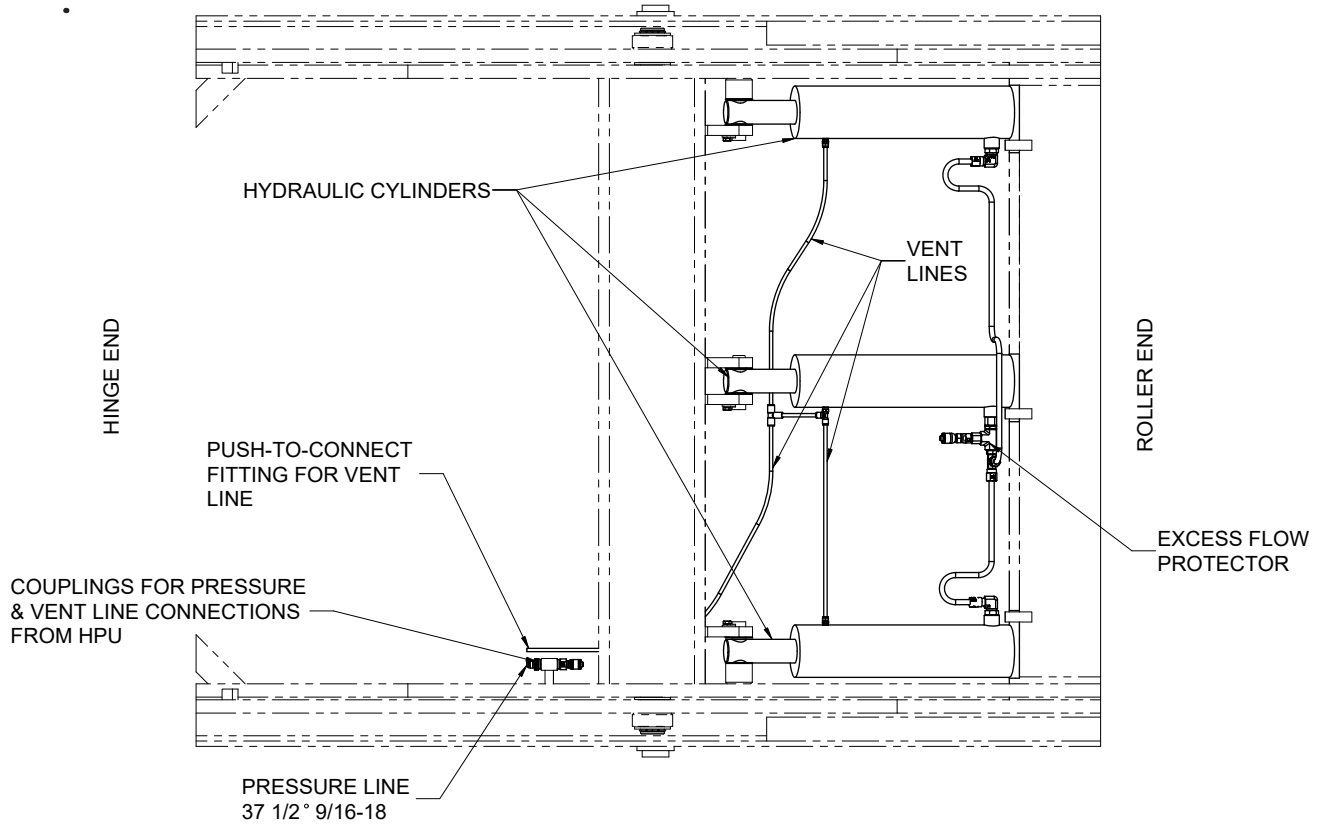 HYDRAULIC CYLINDERS
VENT
LINES
HINGE END
ROLLER END
PUSH-TO-CONNECT
FITTING FOR VENT
LINE
EXCESS FLOW
PROTECTOR
COUPLINGS FOR PRESSURE
& VENT LINE CONNECTIONS
FROM HPU
PRESSURE LINE
37 1/2° 9/16-18